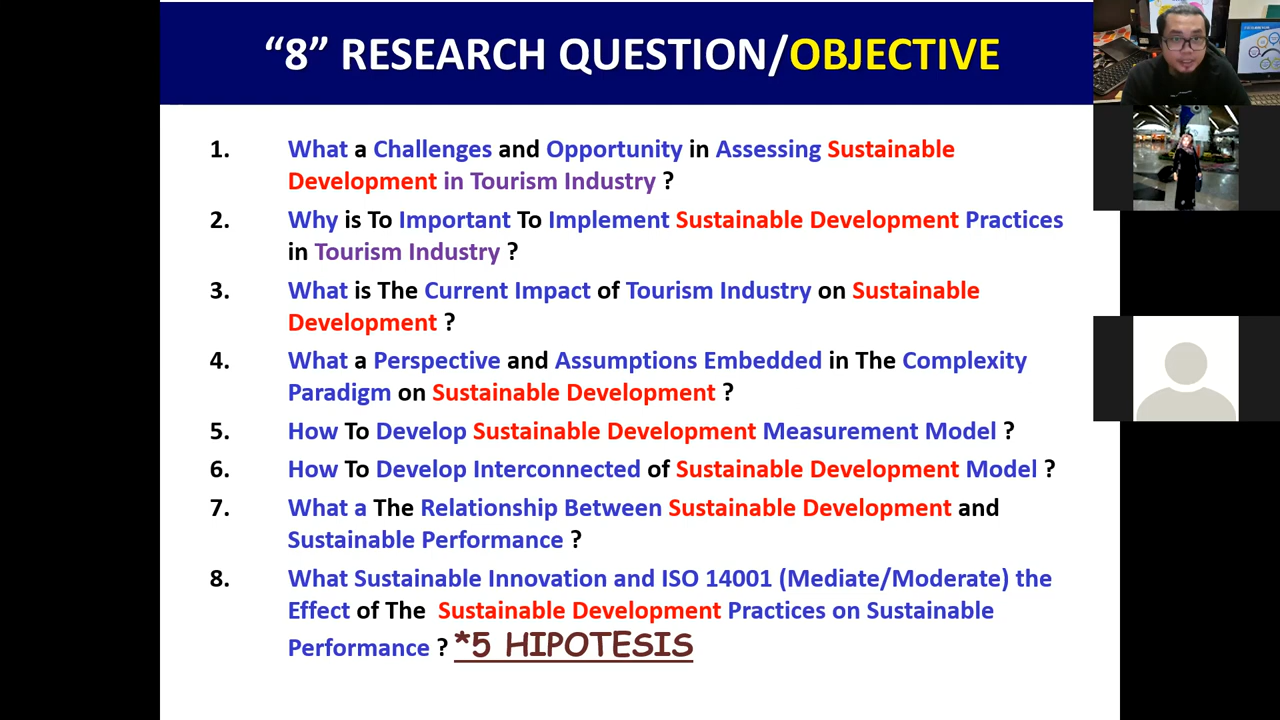 “8” RESEARCH QUESTION/OBJECTIVE
1. What a Challenges and Opportunity in Assessing Sustainable
Development in Tourism Industry ?
2. Why is To Important To Implement Sustainable Development Practices
in Tourism Industry ?
3. What is The Current Impact of Tourism Industry on Sustainable
Development ?
4. What a Perspective and Assumptions Embedded in The Complexity
Paradigm on Sustainable Development ?
5. How To Develop Sustainable Development Measurement Model ?
6. How To Develop Interconnected of Sustainable Development Model ?
7. What a The Relationship Between Sustainable Development and
Sustainable Performance ?
8. What Sustainable Innovation and ISO 14001 (Mediate/Moderate) the
Effect of The Sustainable Development Practices on Sustainable
Performance ? *5 HIPOTESIS